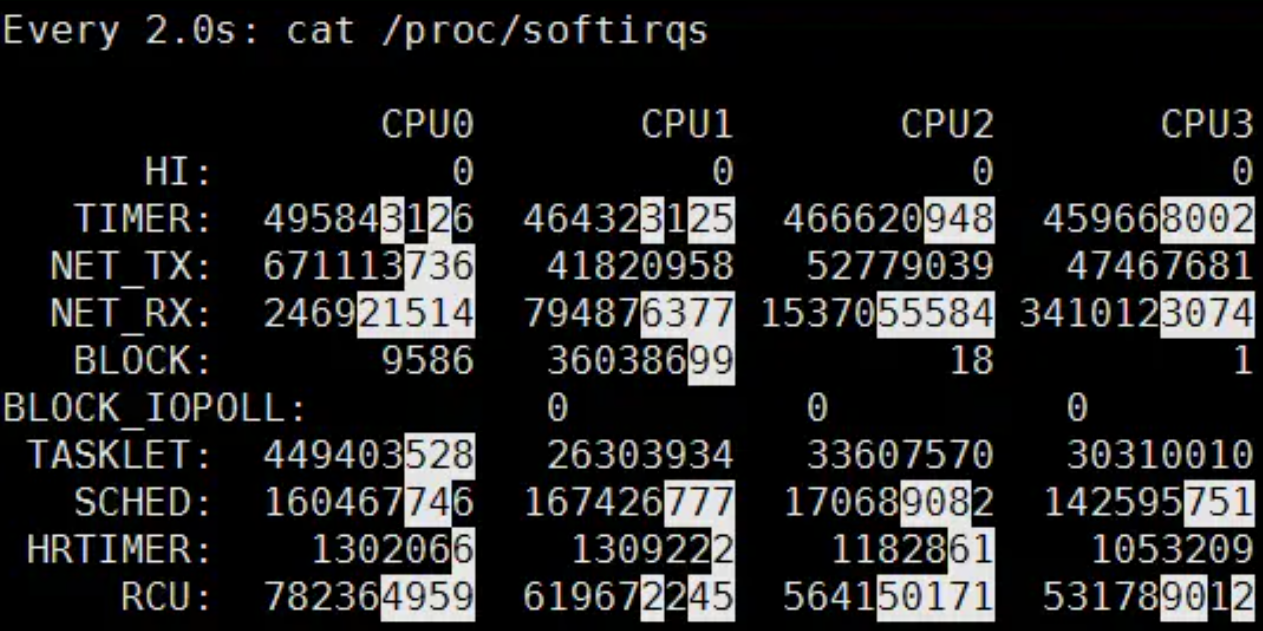 Every 2.0s: cat /proc/softirqs
CPU0 CPU1 CPU2 CPU3
HI: 0 0 0 0
TIMER: 495843126 464323125 466620948 459668002
NET_TX: 671113736 41820958 52779039 47467681
NET_RX: 246921514 794876377 1537055584 3410123074
BLOCK: 9586 36038699 18 1
BLOCK_IOPOLL: 0 0 0
TASKLET: 449403528 26303934 33607570 30310010
SCHED: 160467746 167426777 170689082 142595751
HRTIMER: 1302066 1309222 1182861 1053209
RCU: 782364959 619672245 564150171 531789012